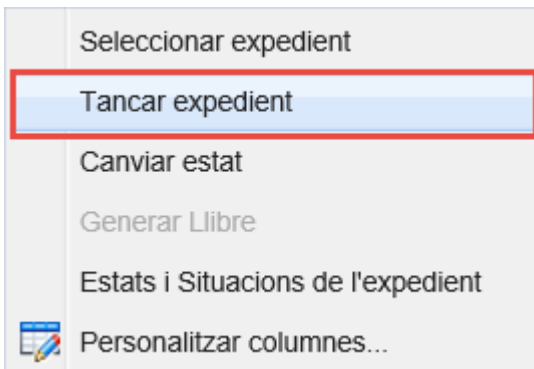 Seleccionar expedient
Tancar expedient
Canviar estat
Generar Llibre
Estats i Situacions de l'expedient
Personalitzar columnes...